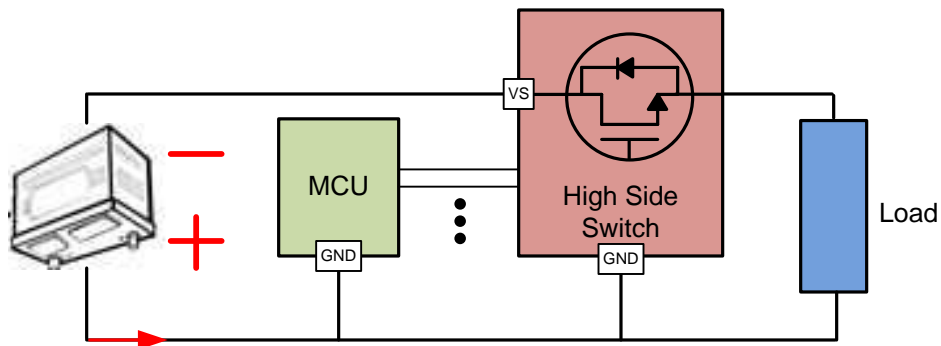 VS
MCU
High Side
Switch
Load
GND
GND